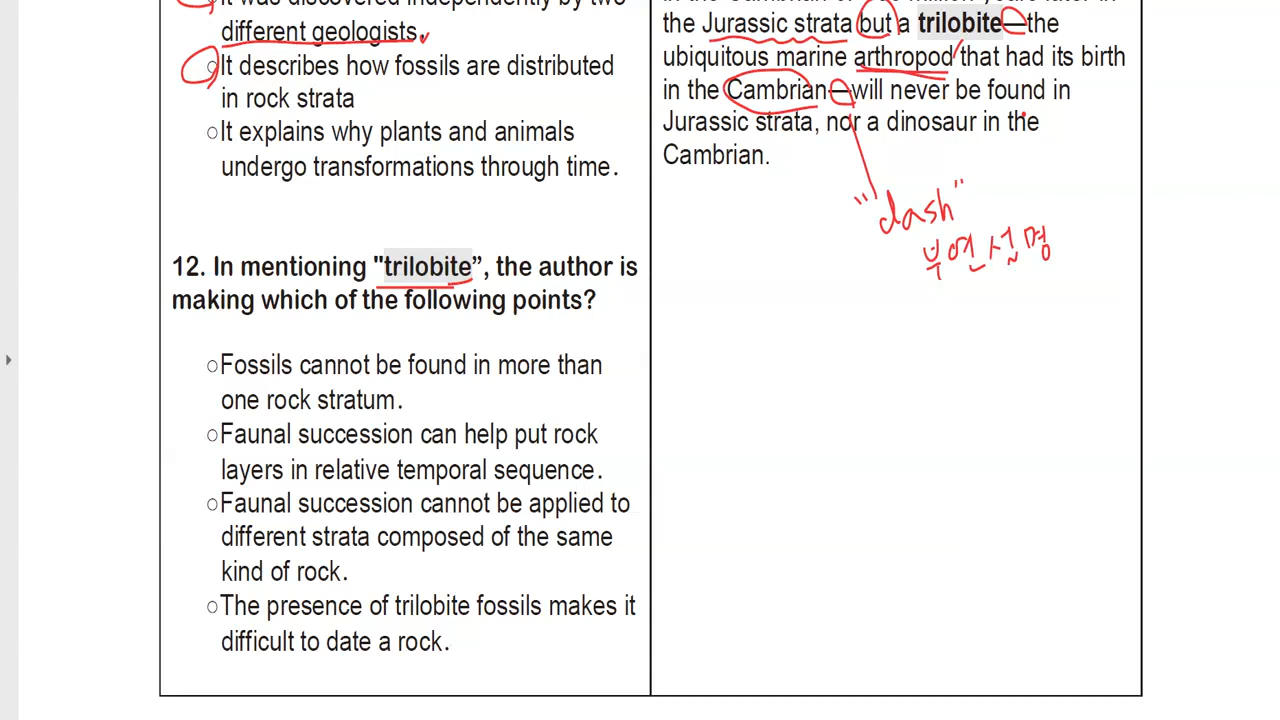 It was discovered independently by two
different geologists.
○It describes how fossils are distributed
in rock strata
○It explains why plants and animals
undergo transformations through time.
12. In mentioning "trilobite”, the author is
making which of the following points?
○Fossils cannot be found in more than
one rock stratum.
○Faunal succession can help put rock
layers in relative temporal sequence.
○Faunal succession cannot be applied to
different strata composed of the same
kind of rock.
○The presence of trilobite fossils makes it
difficult to date a rock.
the Jurassic strata but a trilobite—the
ubiquitous marine arthropod that had its birth
in the Cambrian—will never be found in
Jurassic strata, nor a dinosaur in the
Cambrian.
"dash"
부연설명